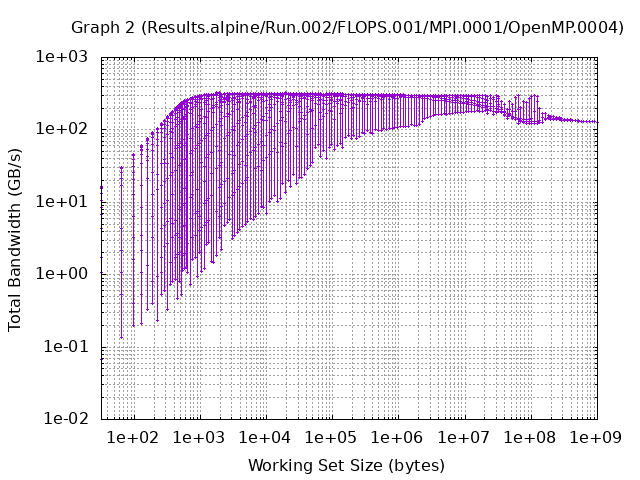 Graph 2 (Results.alpine/Run.002/FLOPS.001/MPI.0001/OpenMP.0004)
1e+03
1e+02
1e+01
1e+00
1e-01
1e-02
Total Bandwidth (GB/s)
1e+02 1e+03 1e+04 1e+05 1e+06 1e+07 1e+08 1e+09
Working Set Size (bytes)